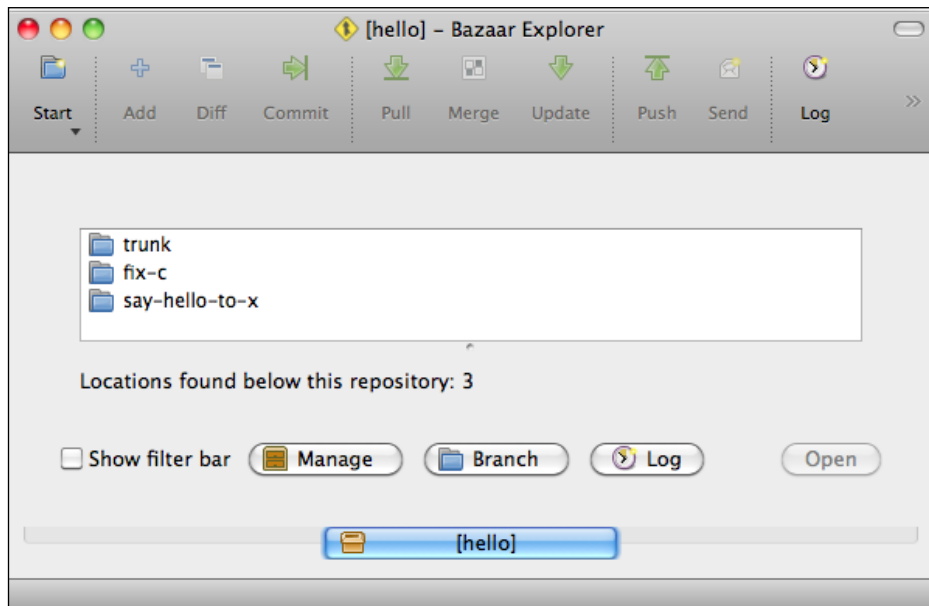 [hello] – Bazaar Explorer
Start Add Diff Commit Pull Merge Update Push Send Log
trunk
fix-c
say-hello-to-x
Locations found below this repository: 3
Show filter bar Manage Branch Log Open
[hello]